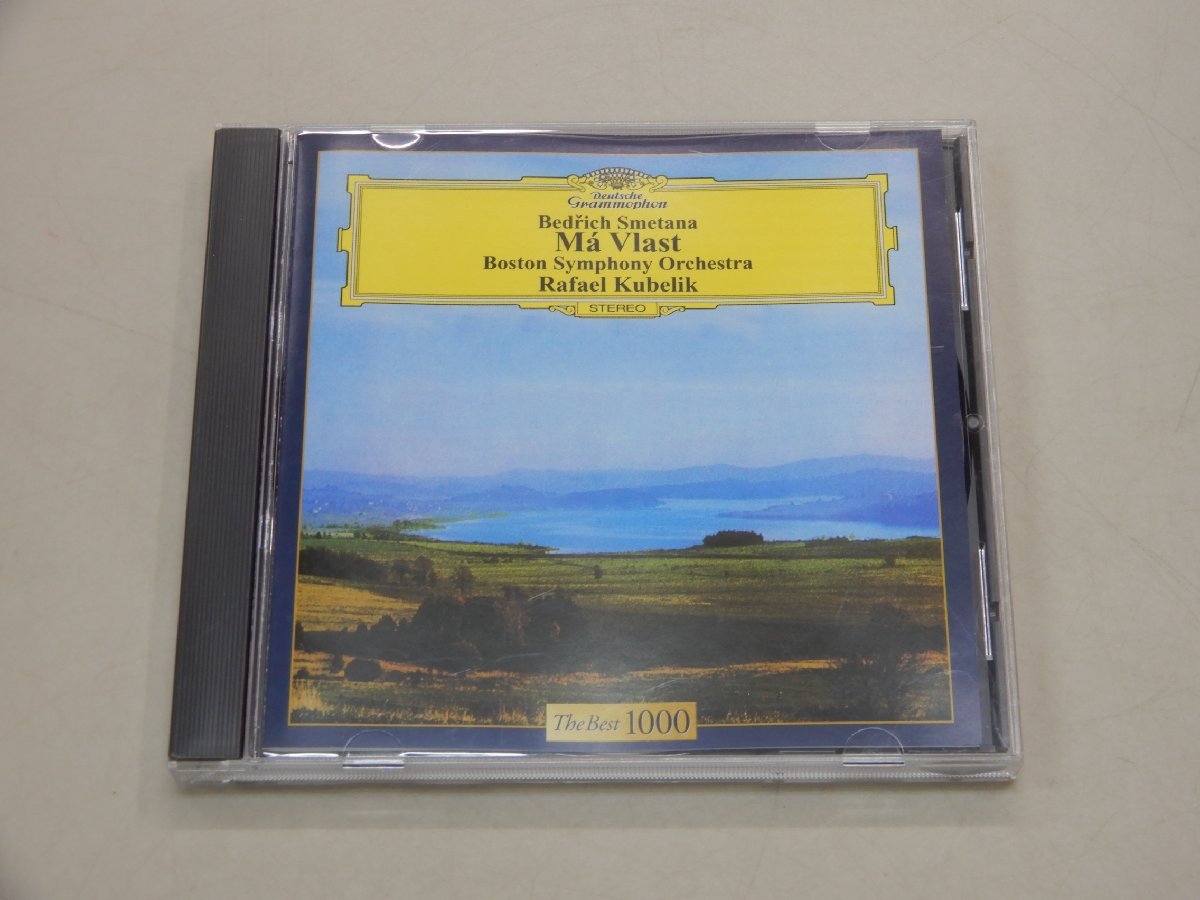 Deutsche
Grammophon
Bedřich Smetana
Má Vlast
Boston Symphony Orchestra
Rafael Kubelik
STEREO
The Best 1000